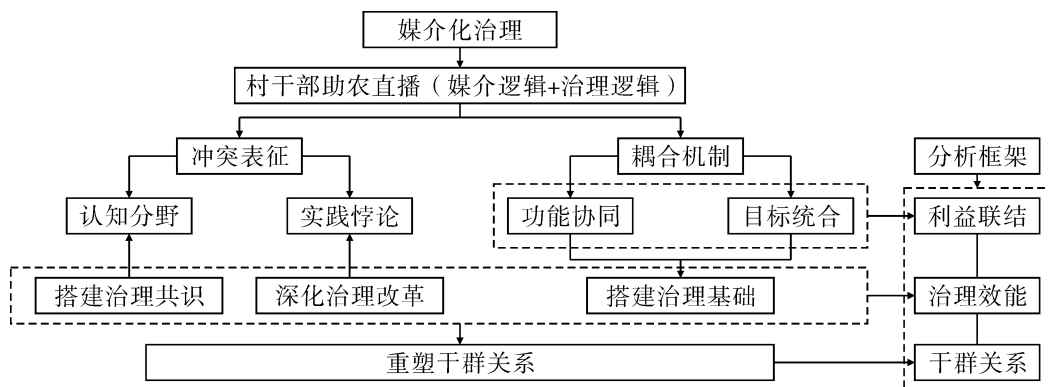 媒介化治理
村干部助农直播（媒介逻辑+治理逻辑）
冲突表征
耦合机制
分析框架
认知分野
实践悖论
功能协同
目标统合
利益联结
搭建治理共识
深化治理改革
搭建治理基础
治理效能
重塑干群关系
干群关系